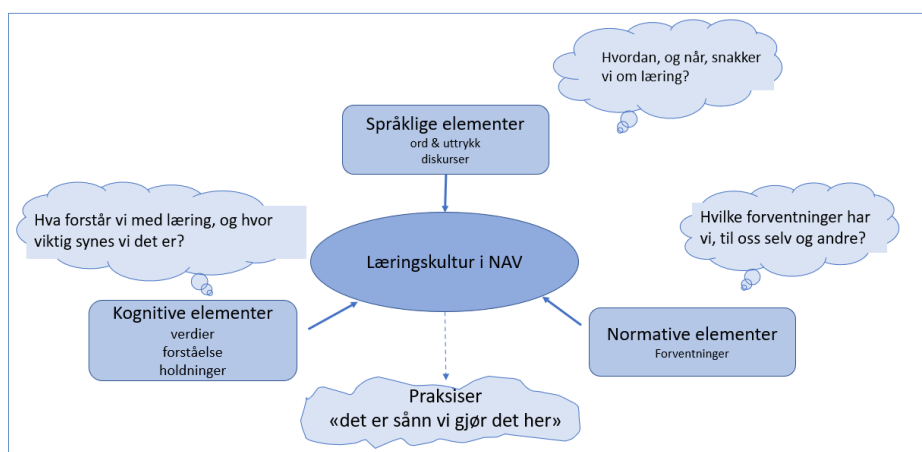 Hvordan, og når, snakker
vi om læring?
Språklige elementer
ord & uttrykk
diskurser
Hva forstår vi med læring, og hvor
viktig synes vi det er?
Hvilke forventninger har
vi, til oss selv og andre?
Læringskultur i NAV
Kognitive elementer
verdier
forståelse
holdninger
Normative elementer
Forventninger
Praksiser
«det er sånn vi gjør det her»